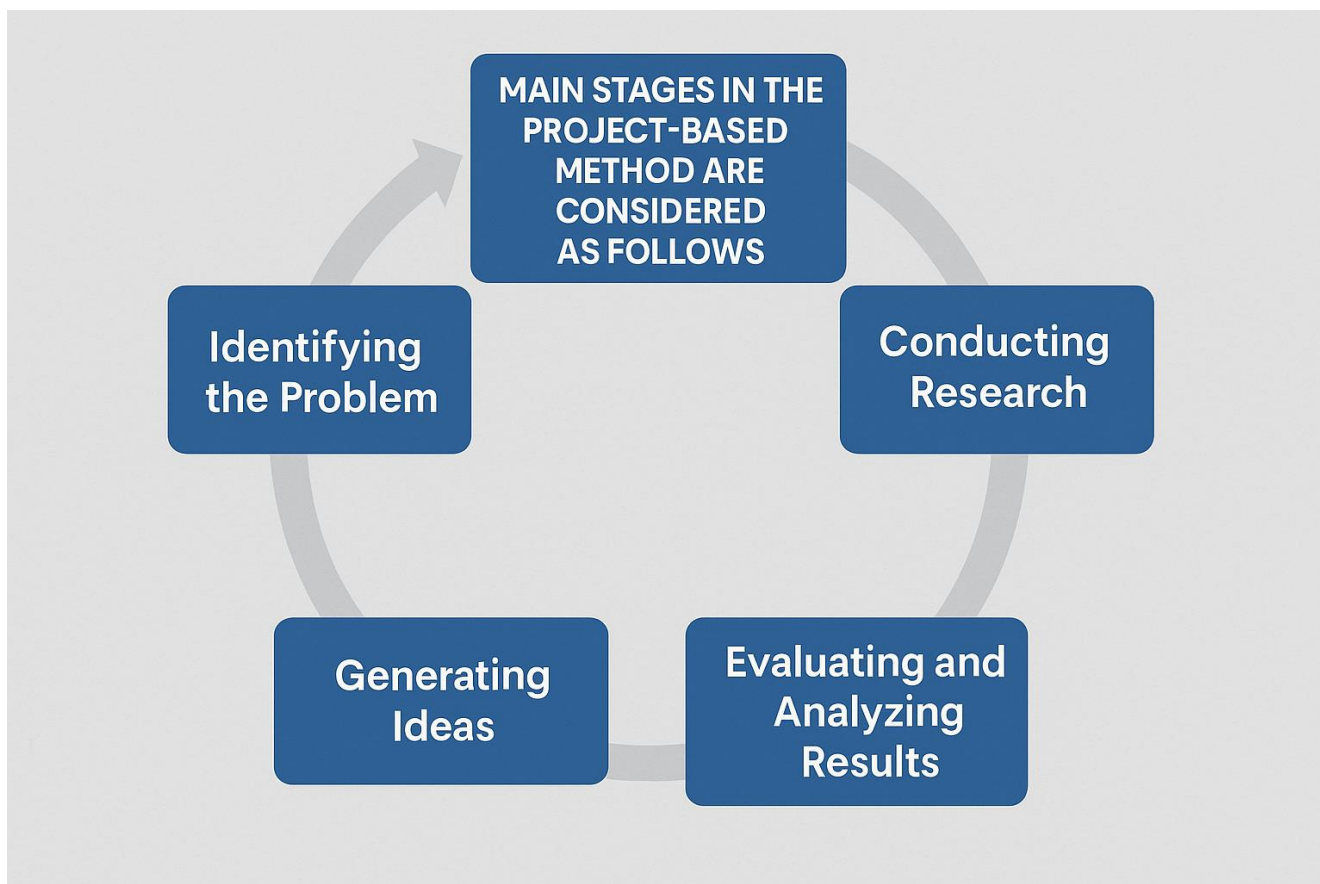 MAIN STAGES IN THE
PROJECT-BASED
METHOD ARE
CONSIDERED
AS FOLLOWS
Identifying
the Problem
Conducting
Research
Generating
Ideas
Evaluating and
Analyzing
Results